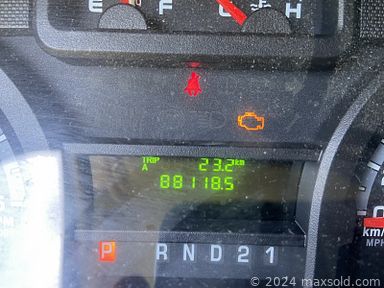 E F C H
TRIP A 23.2 km
88118.5
P R N D 2 1
km/
MPH
© 2024 maxsold.com